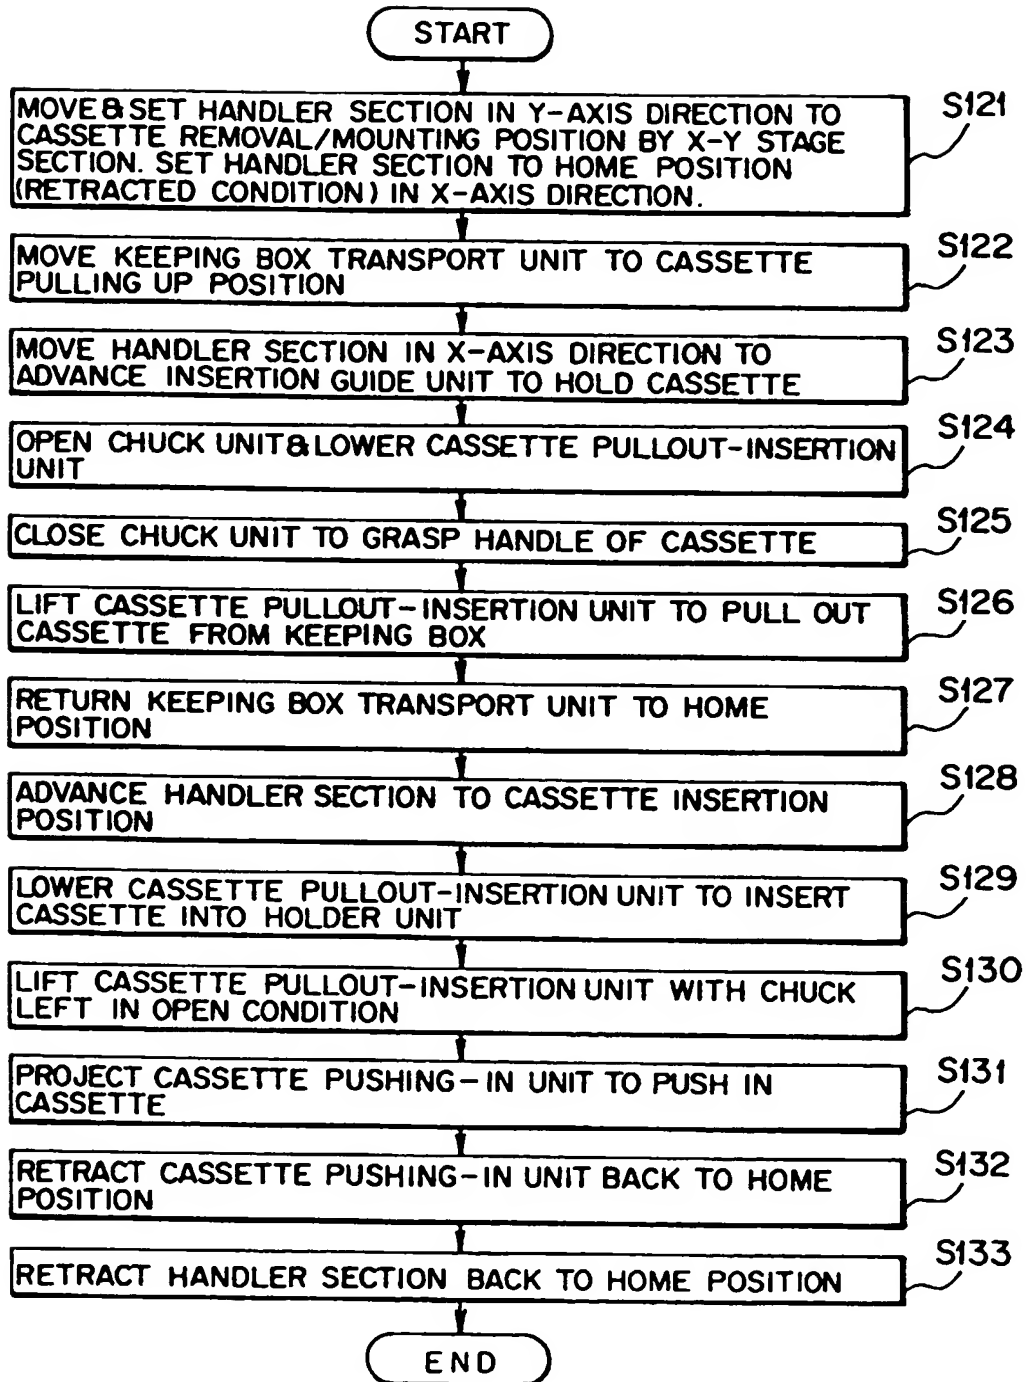 START
MOVE&SET HANDLER SECTION IN Y-AXIS DIRECTION TO
CASSETTE REMOVAL/MOUNTING POSITION BY X-Y STAGE
SECTION. SET HANDLER SECTION TO HOME POSITION
(RETRACTED CONDITION) IN X-AXIS DIRECTION.
S121
MOVE KEEPING BOX TRANSPORT UNIT TO CASSETTE
PULLING UP POSITION
S122
MOVE HANDLER SECTION IN X-AXIS DIRECTION TO
ADVANCE INSERTION GUIDE UNIT TO HOLD CASSETTE
S123
OPEN CHUCK UNIT&LOWER CASSETTE PULLOUT-INSERTION
UNIT
S124
CLOSE CHUCK UNIT TO GRASP HANDLE OF CASSETTE
S125
LIFT CASSETTE PULLOUT-INSERTION UNIT TO PULL OUT
CASSETTE FROM KEEPING BOX
S126
RETURN KEEPING BOX TRANSPORT UNIT TO HOME
POSITION
S127
ADVANCE HANDLER SECTION TO CASSETTE INSERTION
POSITION
S128
LOWER CASSETTE PULLOUT-INSERTION UNIT TO INSERT
CASSETTE INTO HOLDER UNIT
S129
LIFT CASSETTE PULLOUT-INSERTION UNIT WITH CHUCK
LEFT IN OPEN CONDITION
S130
PROJECT CASSETTE PUSHING-IN UNIT TO PUSH IN
CASSETTE
S131
RETRACT CASSETTE PUSHING-IN UNIT BACK TO HOME
POSITION
S132
RETRACT HANDLER SECTION BACK TO HOME POSITION
S133
END